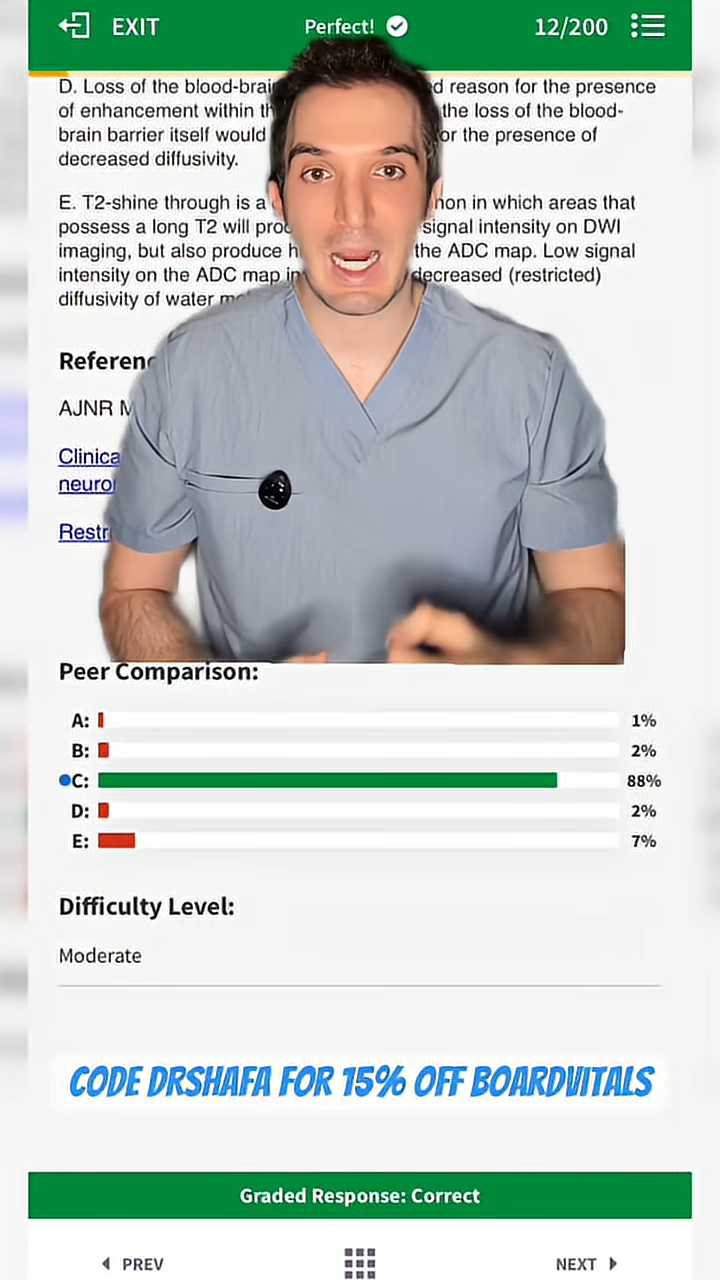 EXIT
Perfect!
12/200
D. Loss of the blood-brain ed reason for the presence
of enhancement within th the loss of the blood-
brain barrier itself would or the presence of
decreased diffusivity.
E. T2-shine through is a non in which areas that
possess a long T2 will pro signal intensity on DWI
imaging, but also produce h the ADC map. Low signal
intensity on the ADC map in decreased (restricted)
diffusivity of water
Referenc
AJNR
Clinica
neuro
Restr
Peer Comparison:
A: 1%
B: 2%
C: 88%
D: 2%
E: 7%
Difficulty Level:
Moderate
CODE DRSHAFA FOR 15% OFF BOARDVITALS
Graded Response: Correct
PREV
NEXT